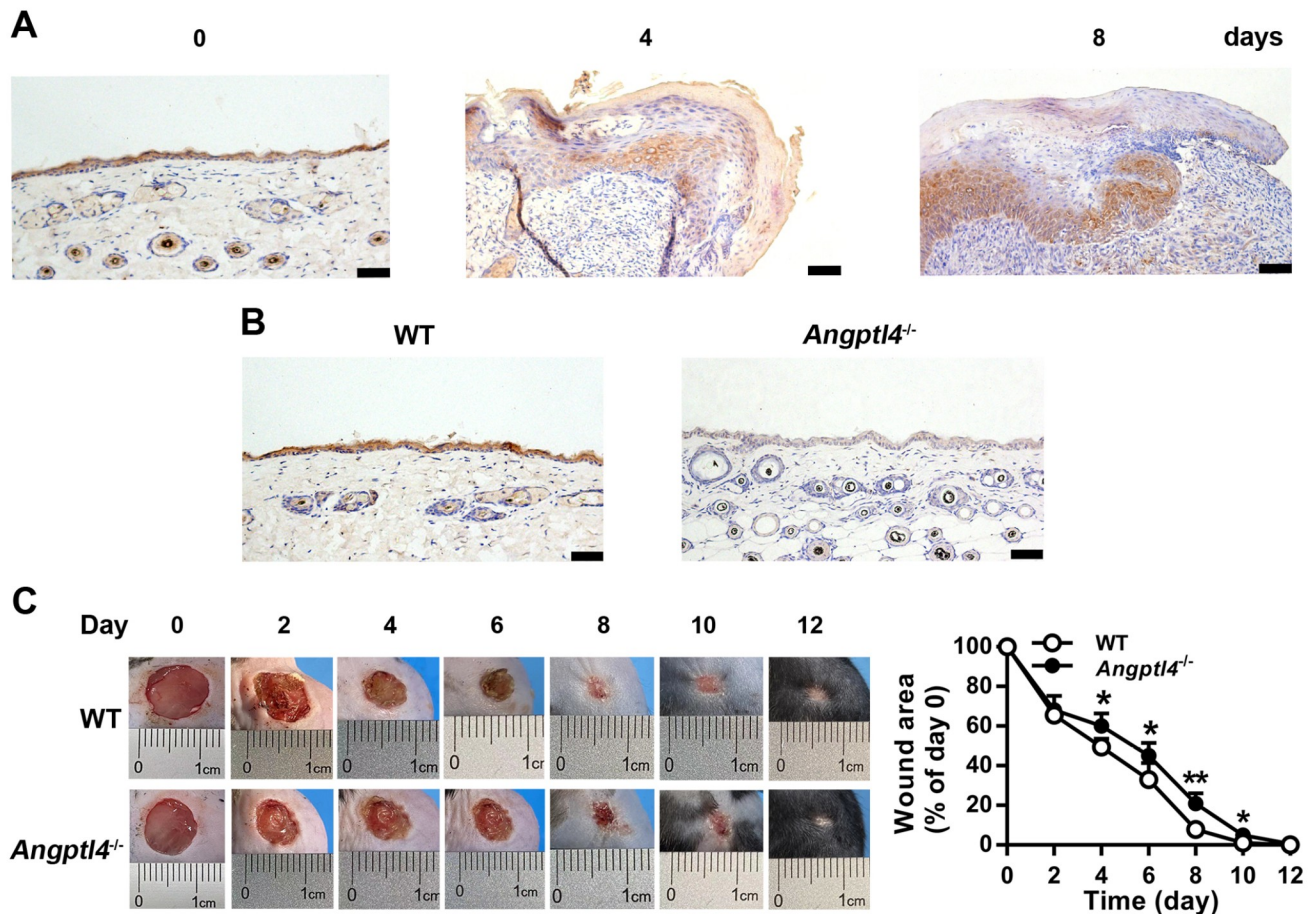 A
0 4 8 days
B
WT Angptl4-/-
C
Day 0 2 4 6 8 10 12
WT
0 1cm 0 1cm 0 1cm 0 1cr 0 1cm 0 1cm 0 1cm
Angptl4-/-
0 1cm 0 1cm 0 1cm 0 1cm 0 1cm 0 1cm 0 1cm
Wound area
(% of day 0)
100
80
60
40
20
0
WT
Angptl4-/-
* * ** *
0 2 4 6 8 10 12
Time (day)